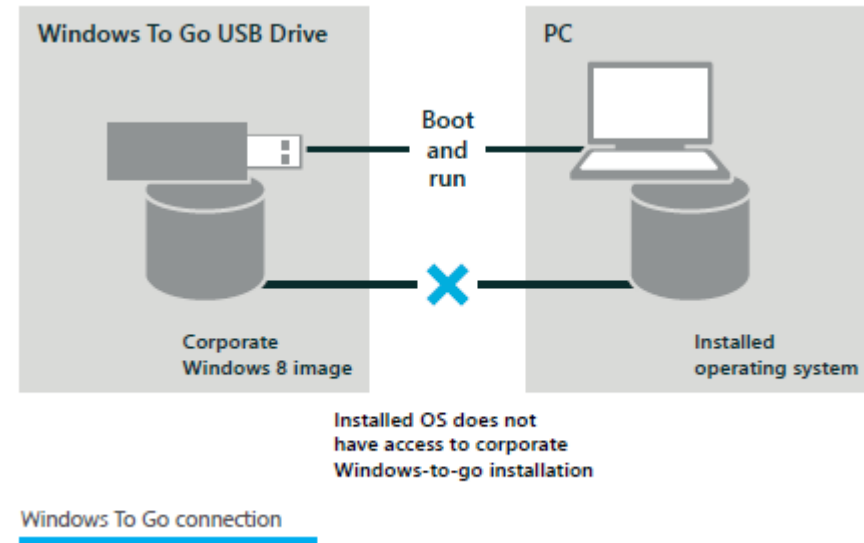 Windows To Go USB Drive
PC
Boot
and
run
Corporate
Windows 8 image
Installed
operating system
Installed OS does not
have access to corporate
Windows-to-go installation
Windows To Go connection